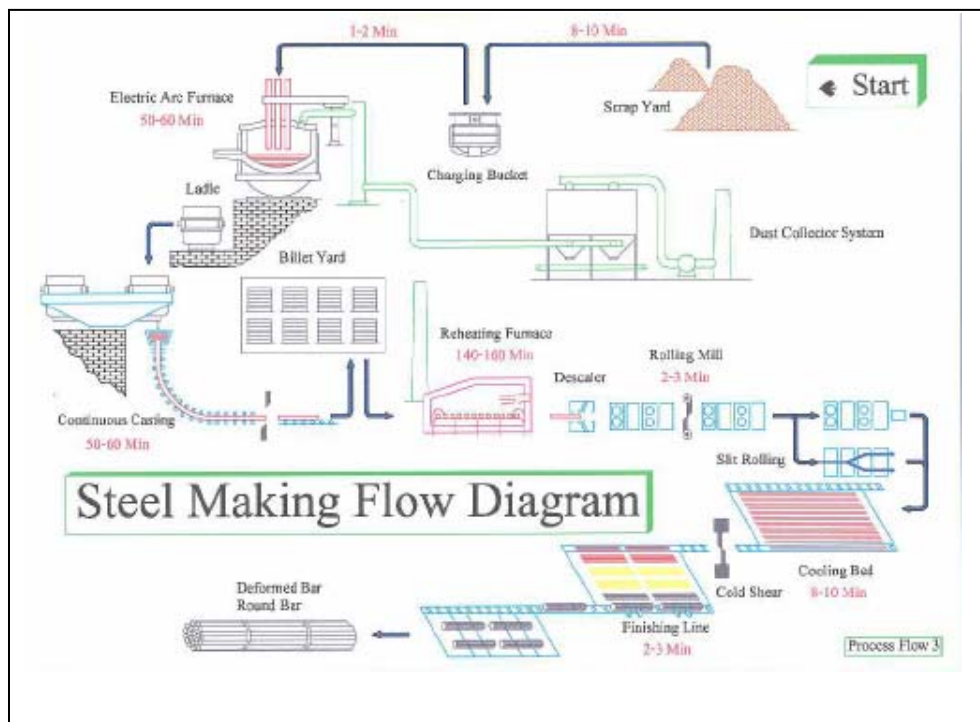 1-2 Min
8-10 Min
Start
Scrap Yard
Electric Arc Furnace
50-60 Min
Charging Bucket
Ladle
Dust Collector System
Billet Yard
Reheating Furnace
140-160 Min
Rolling Mill
2-3 Min
Descaler
Continuous Casting
50-60 Min
Slit Rolling
Steel Making Flow Diagram
Cooling Bed
8-10 Min
Cold Shear
Deformed Bar
Round Bar
Finishing Line
2-3 Min
Process Flow 3